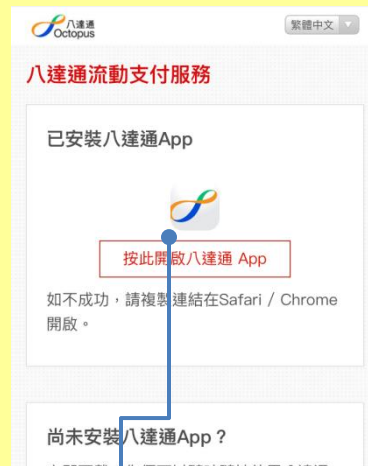 八達通
Octopus
繁體中文
八達通流動支付服務
已安裝八達通App
按此開啟八達通 App
如不成功，請複製連結在Safari / Chrome
開啟。
尚未安裝八達通App？